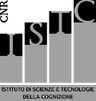 CNR
ISTC
ISTITUTO DI SCIENZE E TECNOLOGIE
DELLA COGNIZIONE